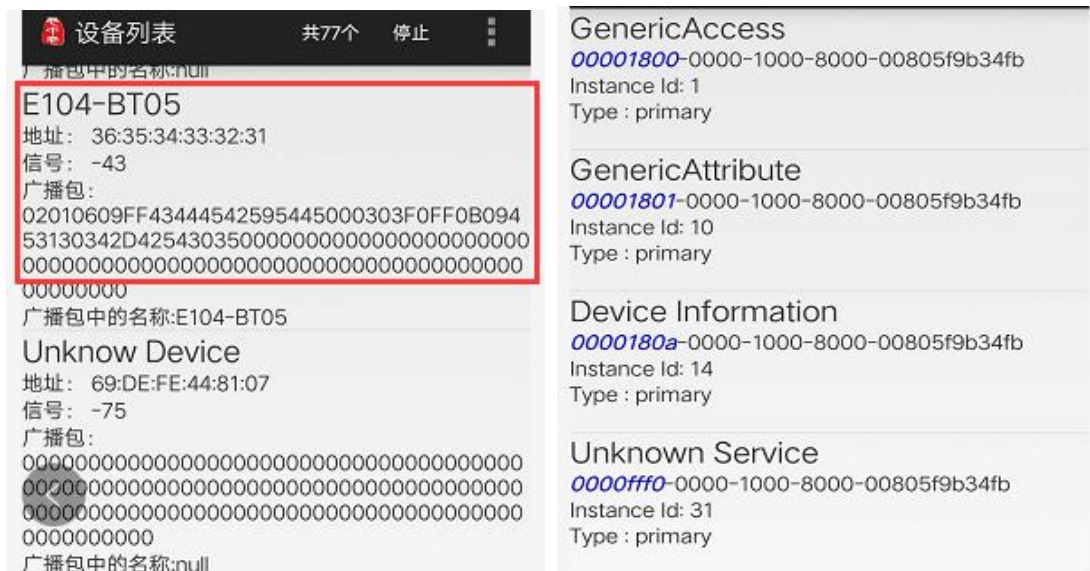 设备列表 共77个 停止
广播包中的名称:null
E104-BT05
地址： 36:35:34:33:32:31
信号： -43
广播包：
02010609FF43444542595445000303F0FF0B094
53130342D425430350000000000000000000000
00000000000000000000000000000000000000
00000000
广播包中的名称:E104-BT05
Unknow Device
地址： 69:DE:FE:44:81:07
信号： -75
广播包：
00000000000000000000000000000000000000
00000000000000000000000000000000000000
00000000000000000000000000000000000000
0000000000
广播包中的名称:null
GenericAccess
00001800-0000-1000-8000-00805f9b34fb
Instance Id: 1
Type : primary
GenericAttribute
00001801-0000-1000-8000-00805f9b34fb
Instance Id: 10
Type : primary
Device Information
0000180a-0000-1000-8000-00805f9b34fb
Instance Id: 14
Type : primary
Unknown Service
0000fff0-0000-1000-8000-00805f9b34fb
Instance Id: 31
Type : primary